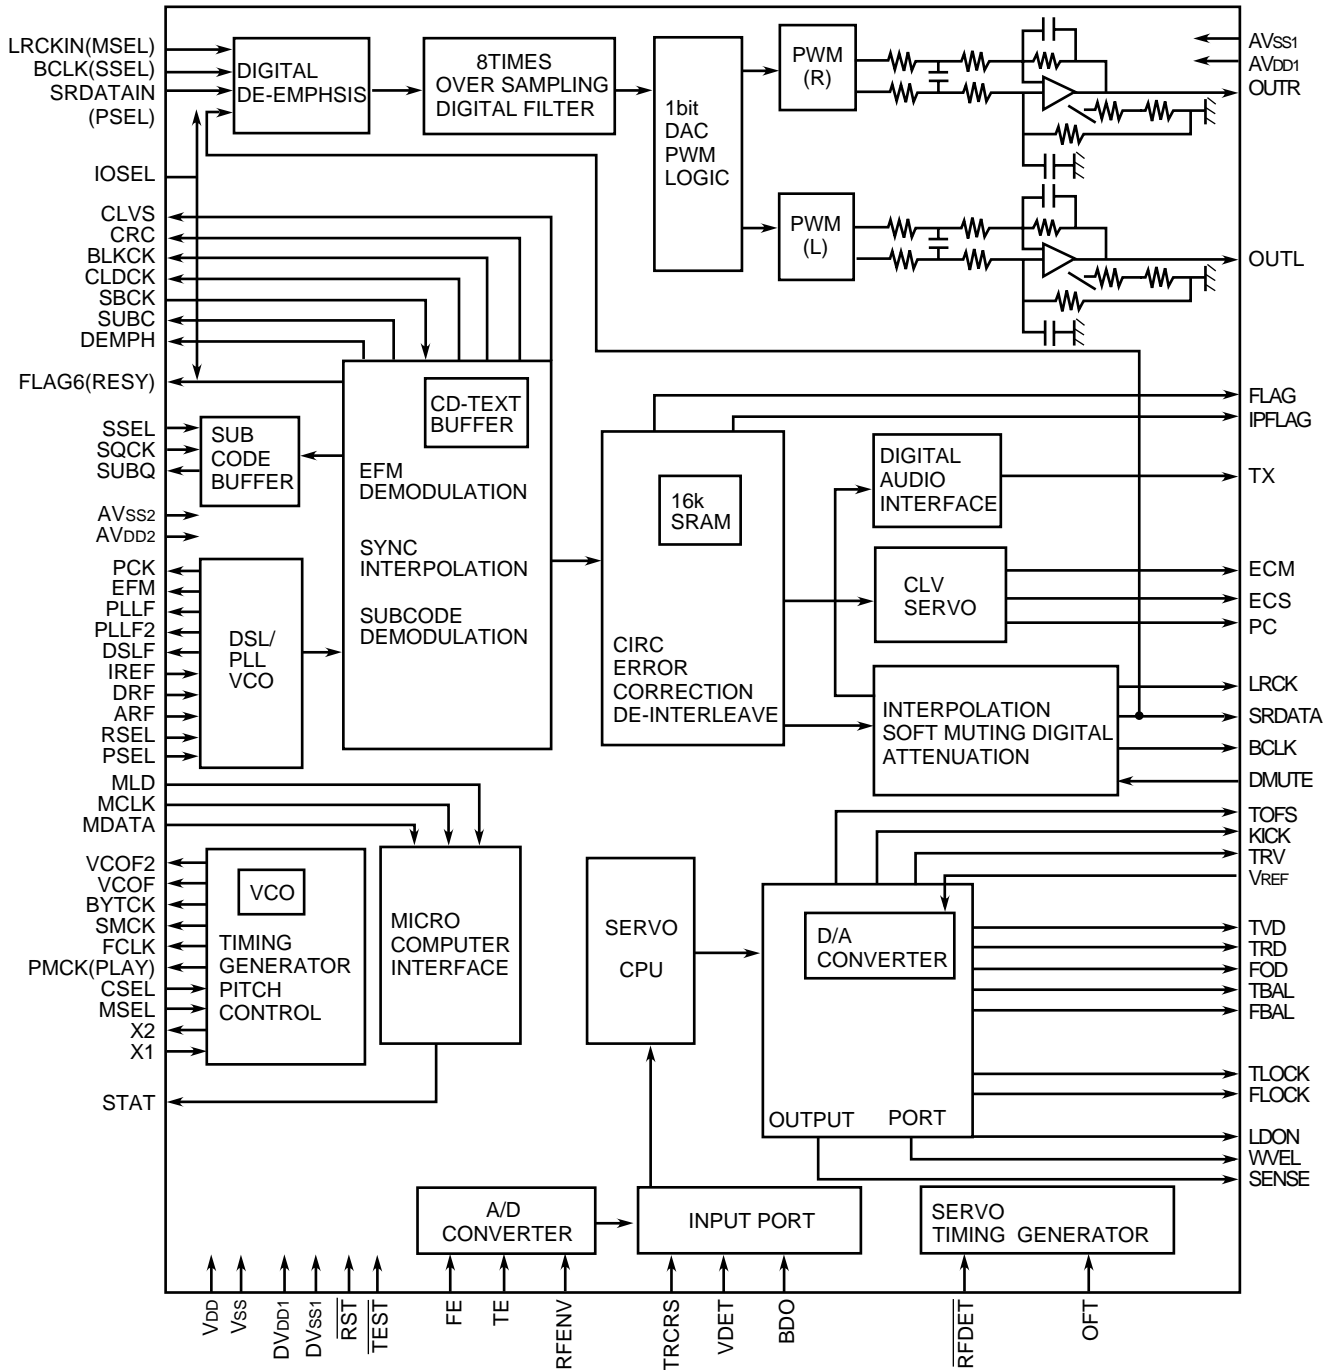 LRCKIN(MSEL)
BCLK(SSEL)
SRDATAIN
(PSEL)
IOSEL
CLVS
CRC
BLKCK
CLDCK
SBCK
SUBC
DEMPH
FLAG6(RESY)
SSEL
SQCK
SUBQ
AVSS2
AVDD2
PCK
EFM
PLLF
PLLF2
DSLF
IREF
DRF
ARF
RSEL
PSEL
MLD
MCLK
MDATA
VCOF2
VCOF
BYTCK
SMCK
FCLK
PMCK(PLAY)
CSEL
MSEL
X2
X1
STAT
DIGITAL
DE-EMPHSIS
8TIMES
OVER SAMPLING
DIGITAL FILTER
1bit
DAC
PWM
LOGIC
PWM
(R)
PWM
(L)
CD-TEXT
BUFFER
EFM
DEMODULATION
SYNC
INTERPOLATION
SUBCODE
DEMODULATION
SUB
CODE
BUFFER
DSL/
PLL
VCO
16k
SRAM
CIRC
ERROR
CORRECTION
DE-INTERLEAVE
DIGITAL
AUDIO
INTERFACE
CLV
SERVO
INTERPOLATION
SOFT MUTING DIGITAL
ATTENUATION
VCO
TIMING
GENERATOR
PITCH
CONTROL
MICRO
COMPUTER
INTERFACE
SERVO
CPU
D/A
CONVERTER
OUTPUT PORT
A/D
CONVERTER
INPUT PORT
SERVO
TIMING GENERATOR
AVSS1
AVDD1
OUTR
OUTL
FLAG
IPFLAG
TX
ECM
ECS
PC
LRCK
SRDATA
BCLK
DMUTE
TOFS
KICK
TRV
VREF
TVD
TRD
FOD
TBAL
FBAL
TLOCK
FLOCK
LDON
WVEL
SENSE
VDD
VSS
DVDD1
DVSS1
RST
TEST
FE
TE
RFENV
TRCRS
VDET
BDO
RFDET
OFT